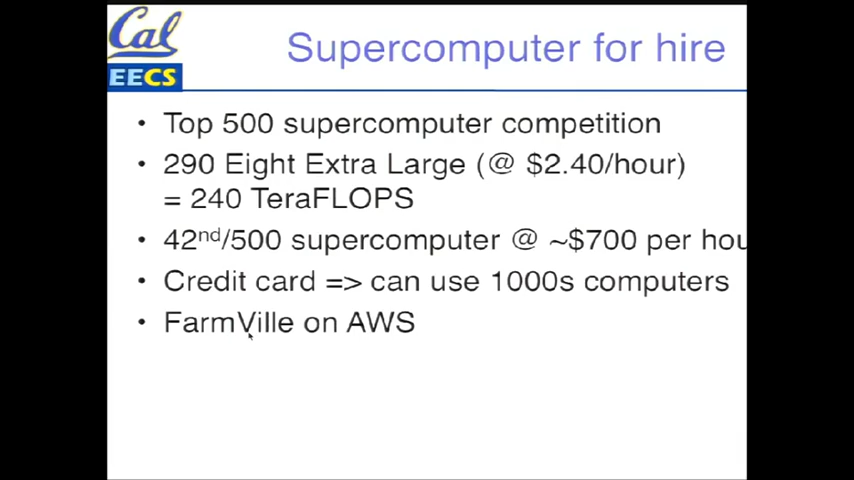 Cal
EECS
Supercomputer for hire
• Top 500 supercomputer competition
• 290 Eight Extra Large (@ $2.40/hour)
= 240 TeraFLOPS
• 42nd/500 supercomputer @ ~$700 per hou
• Credit card => can use 1000s computers
• FarmVille on AWS